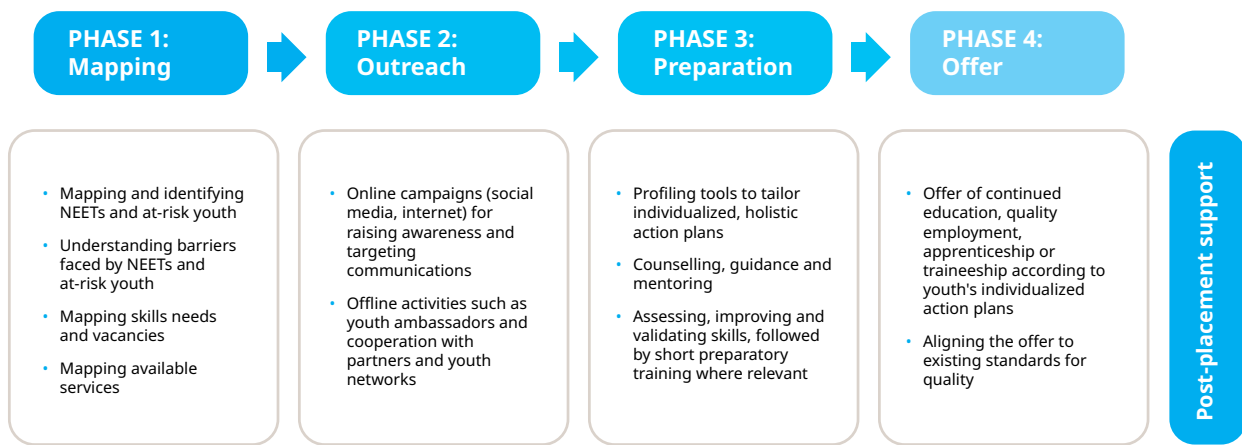 PHASE 1:
Mapping
PHASE 2:
Outreach
PHASE 3:
Preparation
PHASE 4:
Offer
• Mapping and identifying
NEETs and at-risk youth
• Understanding barriers
faced by NEETs and
at-risk youth
• Mapping skills needs
and vacancies
• Mapping available
services
• Online campaigns (social
media, internet) for
raising awareness and
targeting
communications
• Offline activities such as
youth ambassadors and
cooperation with
partners and youth
networks
• Profiling tools to tailor
individualized, holistic
action plans
• Counselling, guidance and
mentoring
• Assessing, improving and
validating skills, followed
by short preparatory
training where relevant
• Offer of continued
education, quality
employment,
apprenticeship or
traineeship according to
youth's individualized
action plans
• Aligning the offer to
existing standards for
quality
Post-placement support